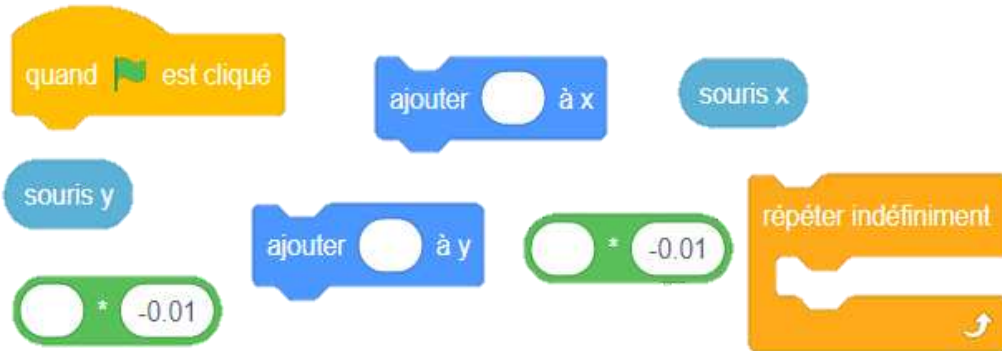 quand est cliqué
ajouter à x
souris x
souris y
ajouter à y
* -0.01
répéter indéfiniment
* -0.01